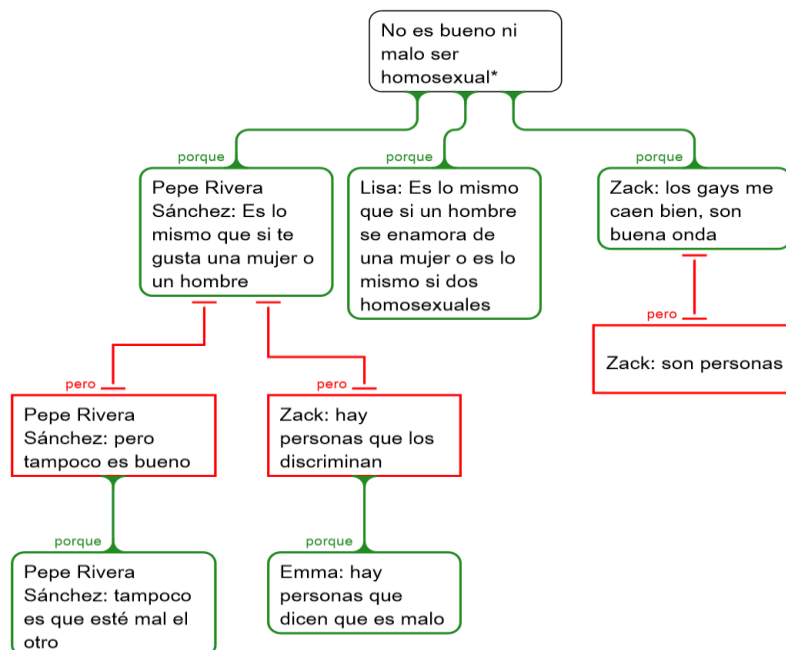 No es bueno ni
malo ser
homosexual*
porque
porque
porque
Pepe Rivera
Sánchez: Es lo
mismo que si te
gusta una mujer o
un hombre
Lisa: Es lo mismo
que si un hombre
se enamora de
una mujer o es lo
mismo si dos
homosexuales
Zack: los gays me
caen bien, son
buena onda
pero
Zack: son personas
pero
pero
Pepe Rivera
Sánchez: pero
tampoco es bueno
Zack: hay
personas que los
discriminan
porque
porque
Pepe Rivera
Sánchez: tampoco
es que esté mal el
otro
Emma: hay
personas que
dicen que es malo